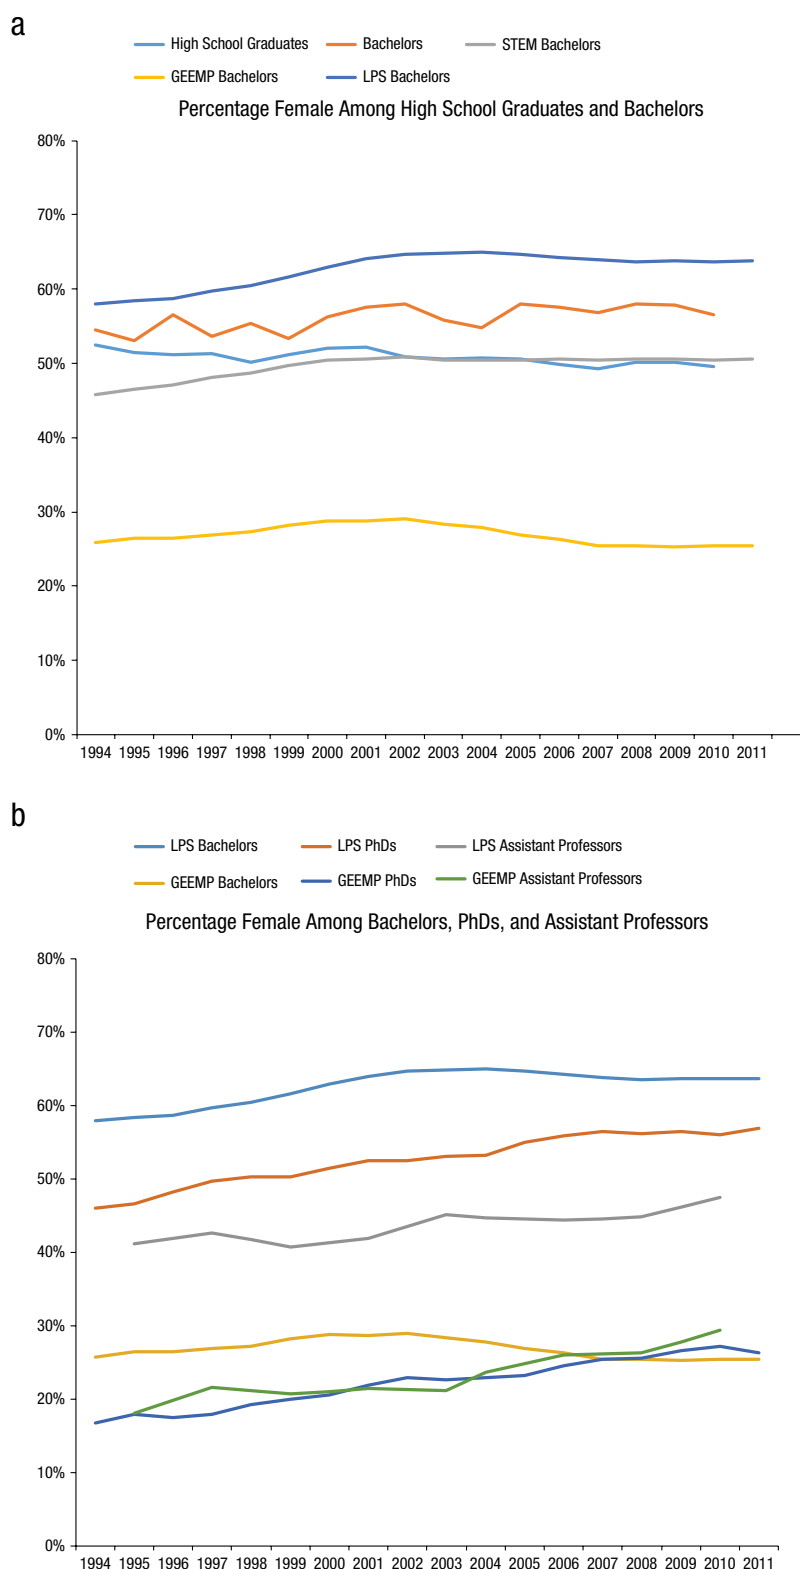 a
High School Graduates Bachelors STEM Bachelors
GEEMP Bachelors LPS Bachelors
Percentage Female Among High School Graduates and Bachelors
80%
70%
60%
50%
40%
30%
20%
10%
0%
1994 1995 1996 1997 1998 1999 2000 2001 2002 2003 2004 2005 2006 2007 2008 2009 2010 2011
b
LPS Bachelors LPS PhDs LPS Assistant Professors
GEEMP Bachelors GEEMP PhDs GEEMP Assistant Professors
Percentage Female Among Bachelors, PhDs, and Assistant Professors
80%
70%
60%
50%
40%
30%
20%
10%
0%
1994 1995 1996 1997 1998 1999 2000 2001 2002 2003 2004 2005 2006 2007 2008 2009 2010 2011